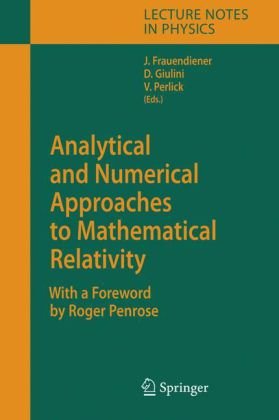 LECTURE NOTES
IN PHYSICS
J. Frauendiener
D. Giulini
V. Perlick
(Eds.)
Analytical
and Numerical
Approaches
to Mathematical
Relativity
With a Foreword
by Roger Penrose
Springer